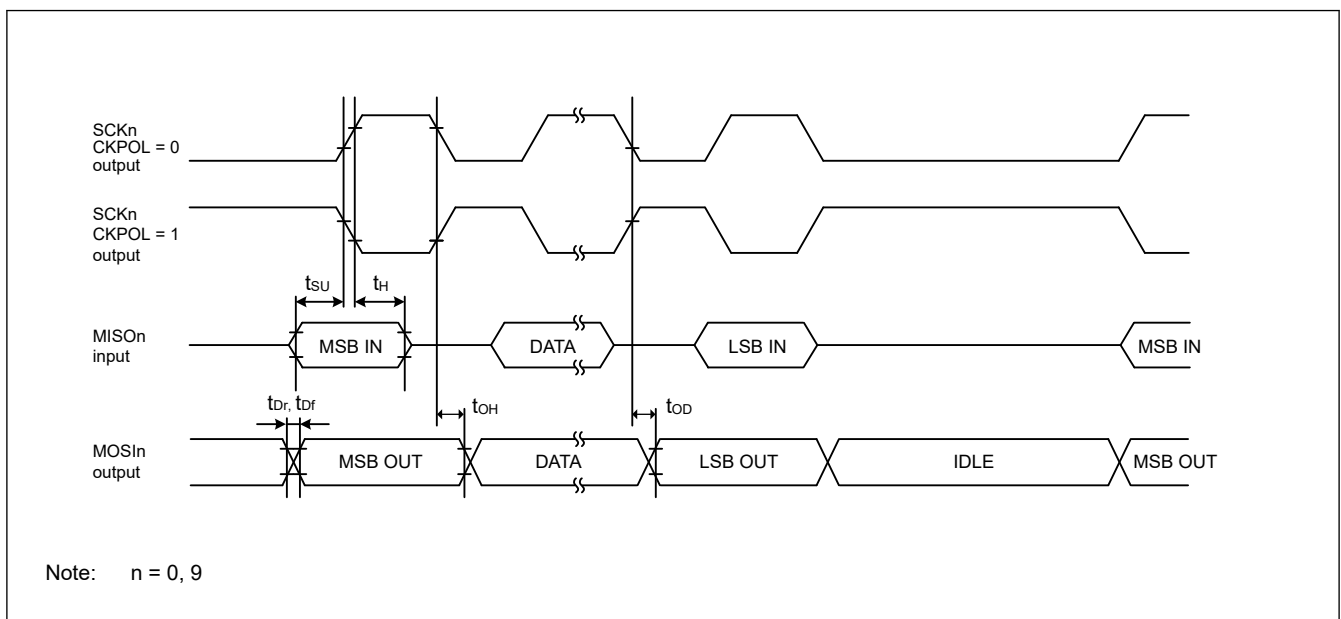 SCKn
CKPOL = 0
output
SCKn
CKPOL = 1
output
tSU
tH
MISOn
input
MSB IN
DATA
LSB IN
MSB IN
tDr, tDf
tOH
tOD
MOSIn
output
MSB OUT
DATA
LSB OUT
IDLE
MSB OUT
Note: n = 0, 9